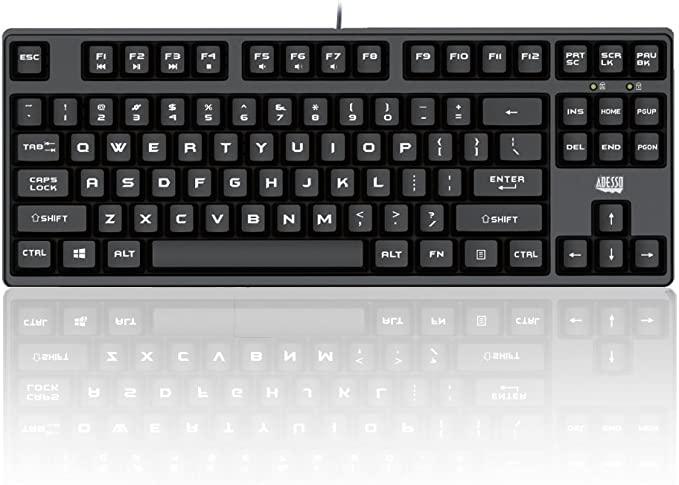 ESC F1 F2 F3 F4 F5 F6 F7 F8 F9 F10 F11 F12 PRT SC SCR LK PAU BK
~ ` ! 1 @ 2 # 3 $ 4 % 5 ^ 6 & 7 * 8 ( 9 ) 0 _ - + = ← INS HOME PGUP
TAB Q W E R T Y U I O P { [ } ] | \ DEL END PGDN
CAPS LOCK A S D F G H J K L : ; " ' ENTER ADESSO
⇧SHIFT Z X C V B N M < , > . ? / ⇧SHIFT ↑
CTRL ALT ALT FN CTRL ← ↓ →